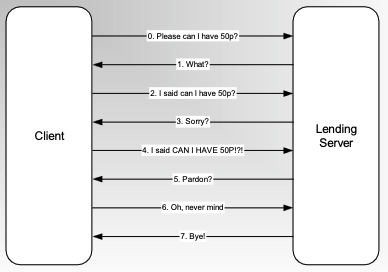 0. Please can I have 50p?
1. What?
2. I said can I have 50p?
3. Sorry?
Client
Lending
Server
4. I said CAN I HAVE 50P!?!
5. Pardon?
6. Oh, never mind
7. Bye!